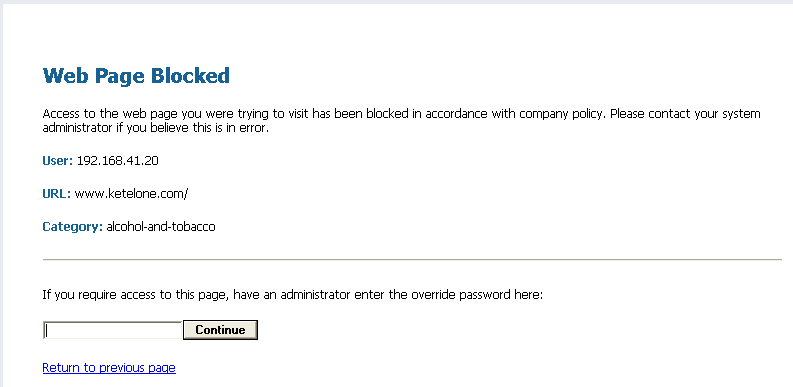 Web Page Blocked
Access to the web page you were trying to visit has been blocked in accordance with company policy. Please contact your system
administrator if you believe this is in error.
User: 192.168.41.20
URL: www.ketelone.com/
Category: alcohol-and-tobacco
If you require access to this page, have an administrator enter the override password here:
Continue
Return to previous page